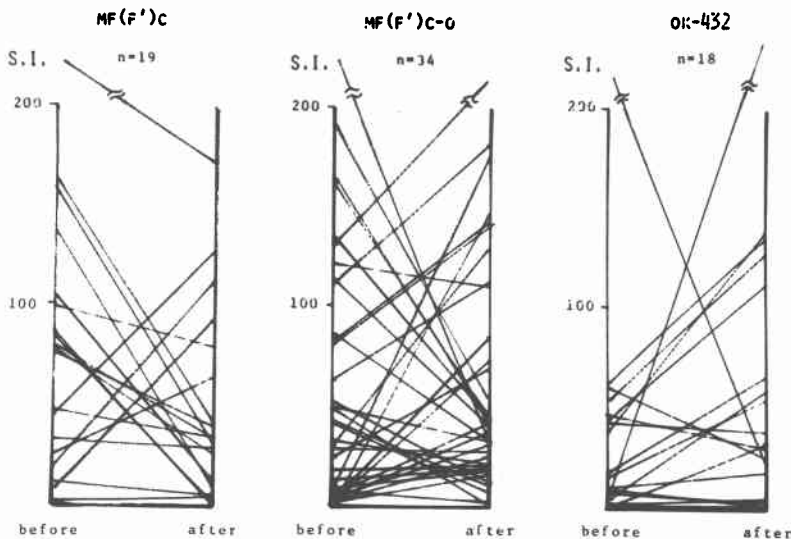 MF(F')C
S.I.
n=19
200
100
before after
MF(F')C-O
S.I.
n=34
200
100
before after
OK-432
S.I.
n=18
200
100
before after